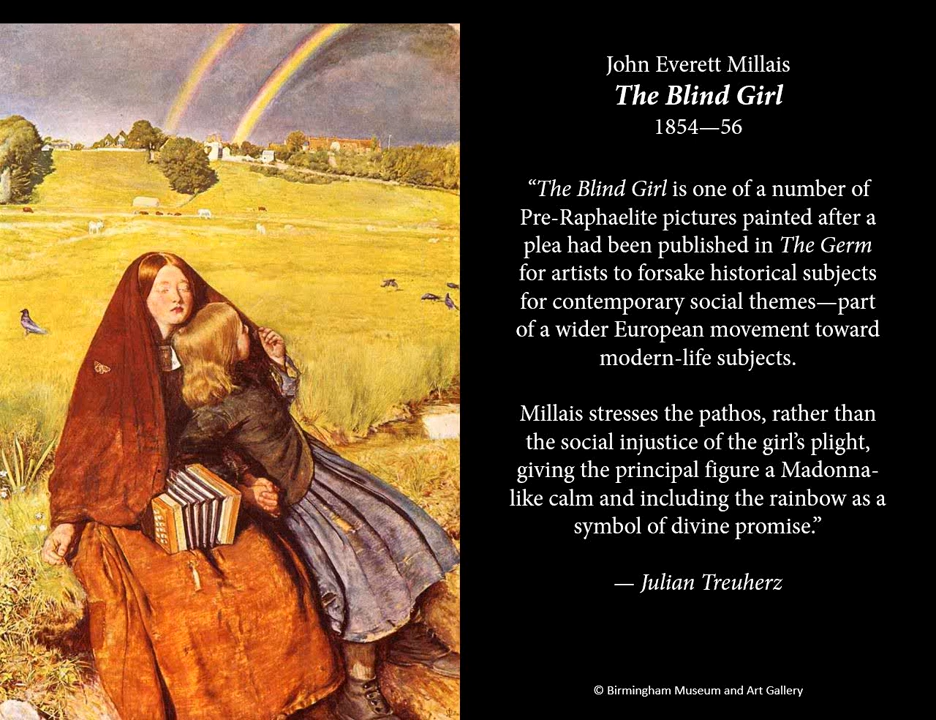 John Everett Millais
The Blind Girl
1854—56
“The Blind Girl is one of a number of
Pre-Raphaelite pictures painted after a
plea had been published in The Germ
for artists to forsake historical subjects
for contemporary social themes—part
of a wider European movement toward
modern-life subjects.
Millais stresses the pathos, rather than
the social injustice of the girl’s plight,
giving the principal figure a Madonna-
like calm and including the rainbow as a
symbol of divine promise.”
— Julian Treuherz
© Birmingham Museum and Art Gallery